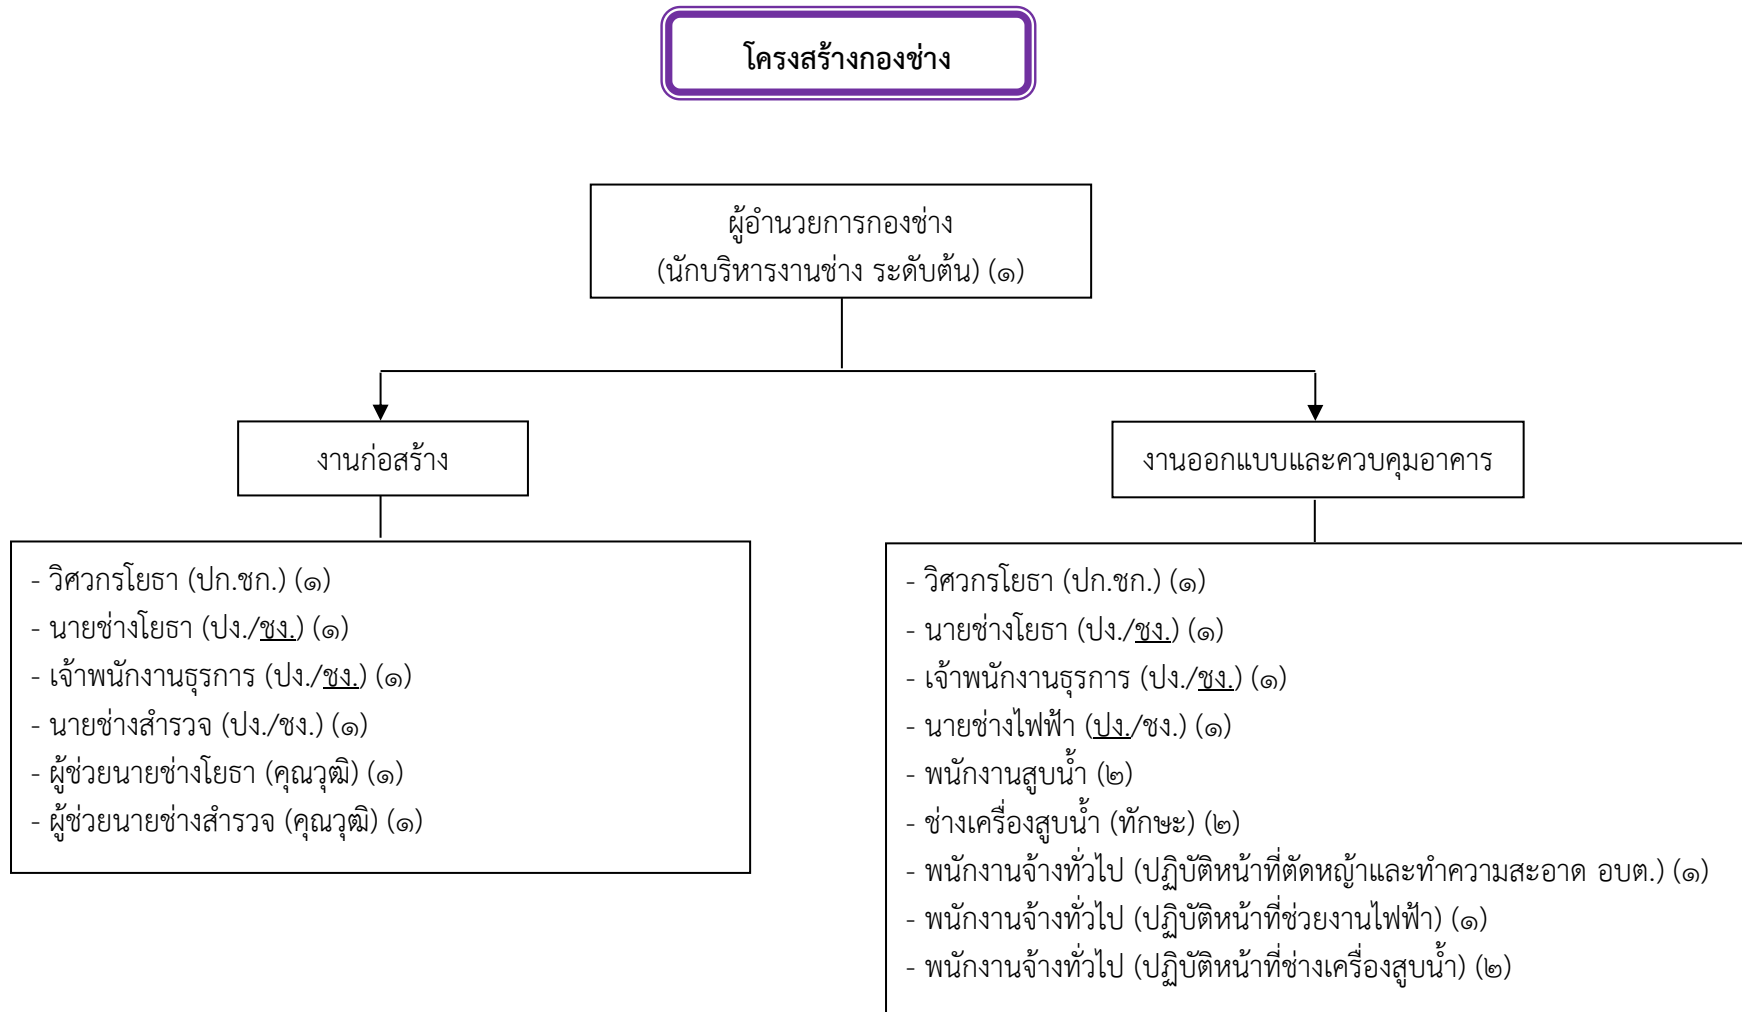 โครงสร้างกองช่าง
ผู้อำนวยการกองช่าง
(นักบริหารงานช่าง ระดับต้น) (๑)
งานก่อสร้าง
- วิศวกรโยธา (ปก.ชก.) (๑)
- นายช่างโยธา (ปง./ชง.) (๑)
- เจ้าพนักงานธุรการ (ปง./ชง.) (๑)
- นายช่างสำรวจ (ปง./ชง.) (๑)
- ผู้ช่วยนายช่างโยธา (คุณวุฒิ) (๑)
- ผู้ช่วยนายช่างสำรวจ (คุณวุฒิ) (๑)
งานออกแบบและควบคุมอาคาร
- วิศวกรโยธา (ปก.ชก.) (๑)
- นายช่างโยธา (ปง./ชง.) (๑)
- เจ้าพนักงานธุรการ (ปง./ชง.) (๑)
- นายช่างไฟฟ้า (ปง./ชง.) (๑)
- พนักงานสูบน้ำ (๒)
- ช่างเครื่องสูบน้ำ (ทักษะ) (๒)
- พนักงานจ้างทั่วไป (ปฏิบัติหน้าที่ตัดหญ้าและทำความสะอาด อบต.) (๑)
- พนักงานจ้างทั่วไป (ปฏิบัติหน้าที่ช่วยงานไฟฟ้า) (๑)
- พนักงานจ้างทั่วไป (ปฏิบัติหน้าที่ช่างเครื่องสูบน้ำ) (๒)